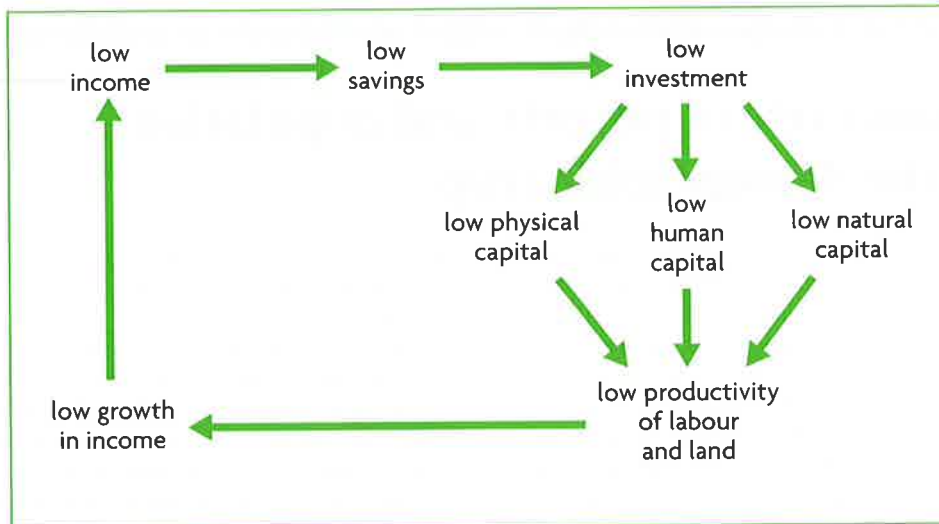 low
income
low
savings
low
investment
low physical
capital
low
human
capital
low natural
capital
low productivity
of labour
and land
low growth
in income